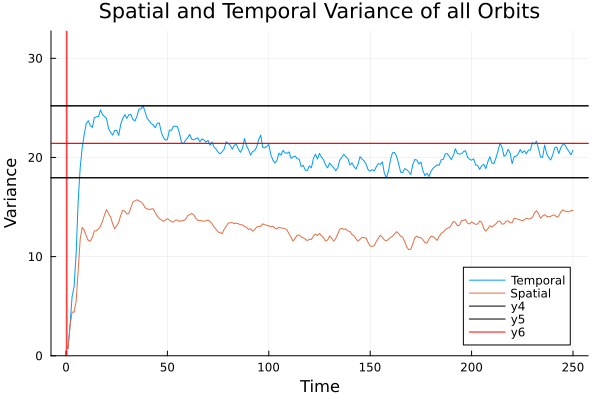 Spatial and Temporal Variance of all Orbits
30
20
10
0
Variance
0 50 100 150 200 250
Time
Temporal
Spatial
y4
y5
y6